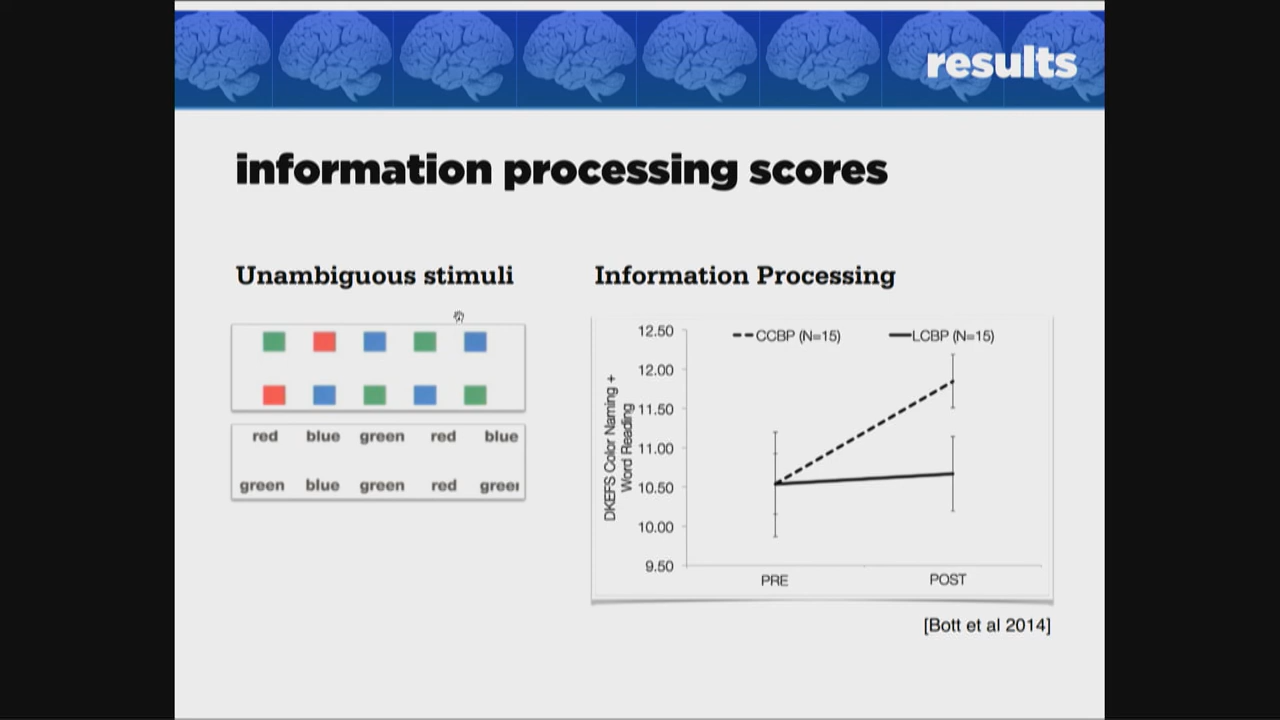 results
information processing scores
Unambiguous stimuli
red blue green red blue
green blue green red greer
Information Processing
DKEFS Color Naming +
Word Reading
12.50
12.00
11.50
11.00
10.50
10.00
9.50
CCBP (N=15)
LCBP (N=15)
PRE
POST
[Bott et al 2014]